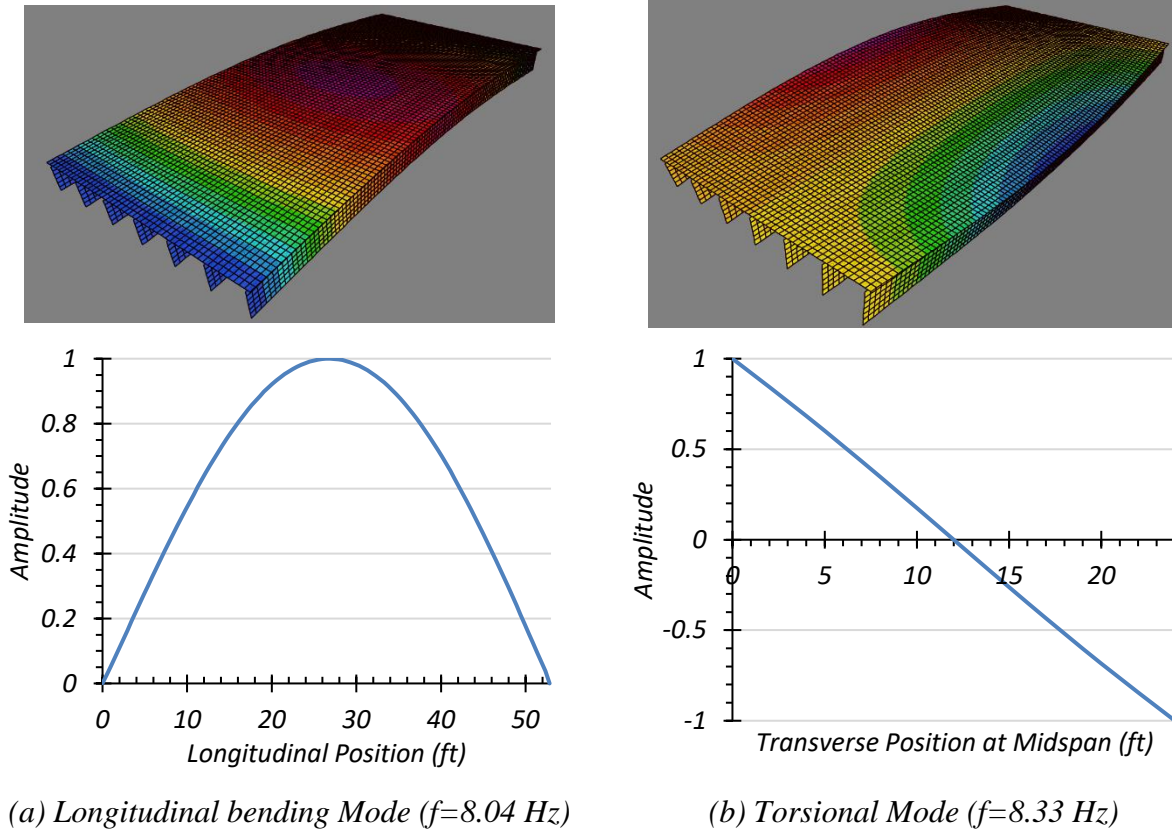 1
0.8
0.6
0.4
0.2
0
Amplitude
0 10 20 30 40 50
Longitudinal Position (ft)
(a) Longitudinal bending Mode (f=8.04 Hz)
1
0.5
0
-0.5
-1
Amplitude
0 5 10 15 20
Transverse Position at Midspan (ft)
(b) Torsional Mode (f=8.33 Hz)